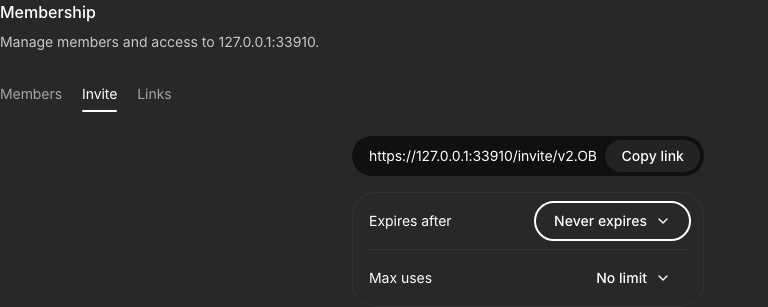 Membership
Manage members and access to 127.0.0.1:33910.
Members Invite Links
https://127.0.0.1:33910/invite/v2.OB Copy link
Expires after Never expires
Max uses No limit